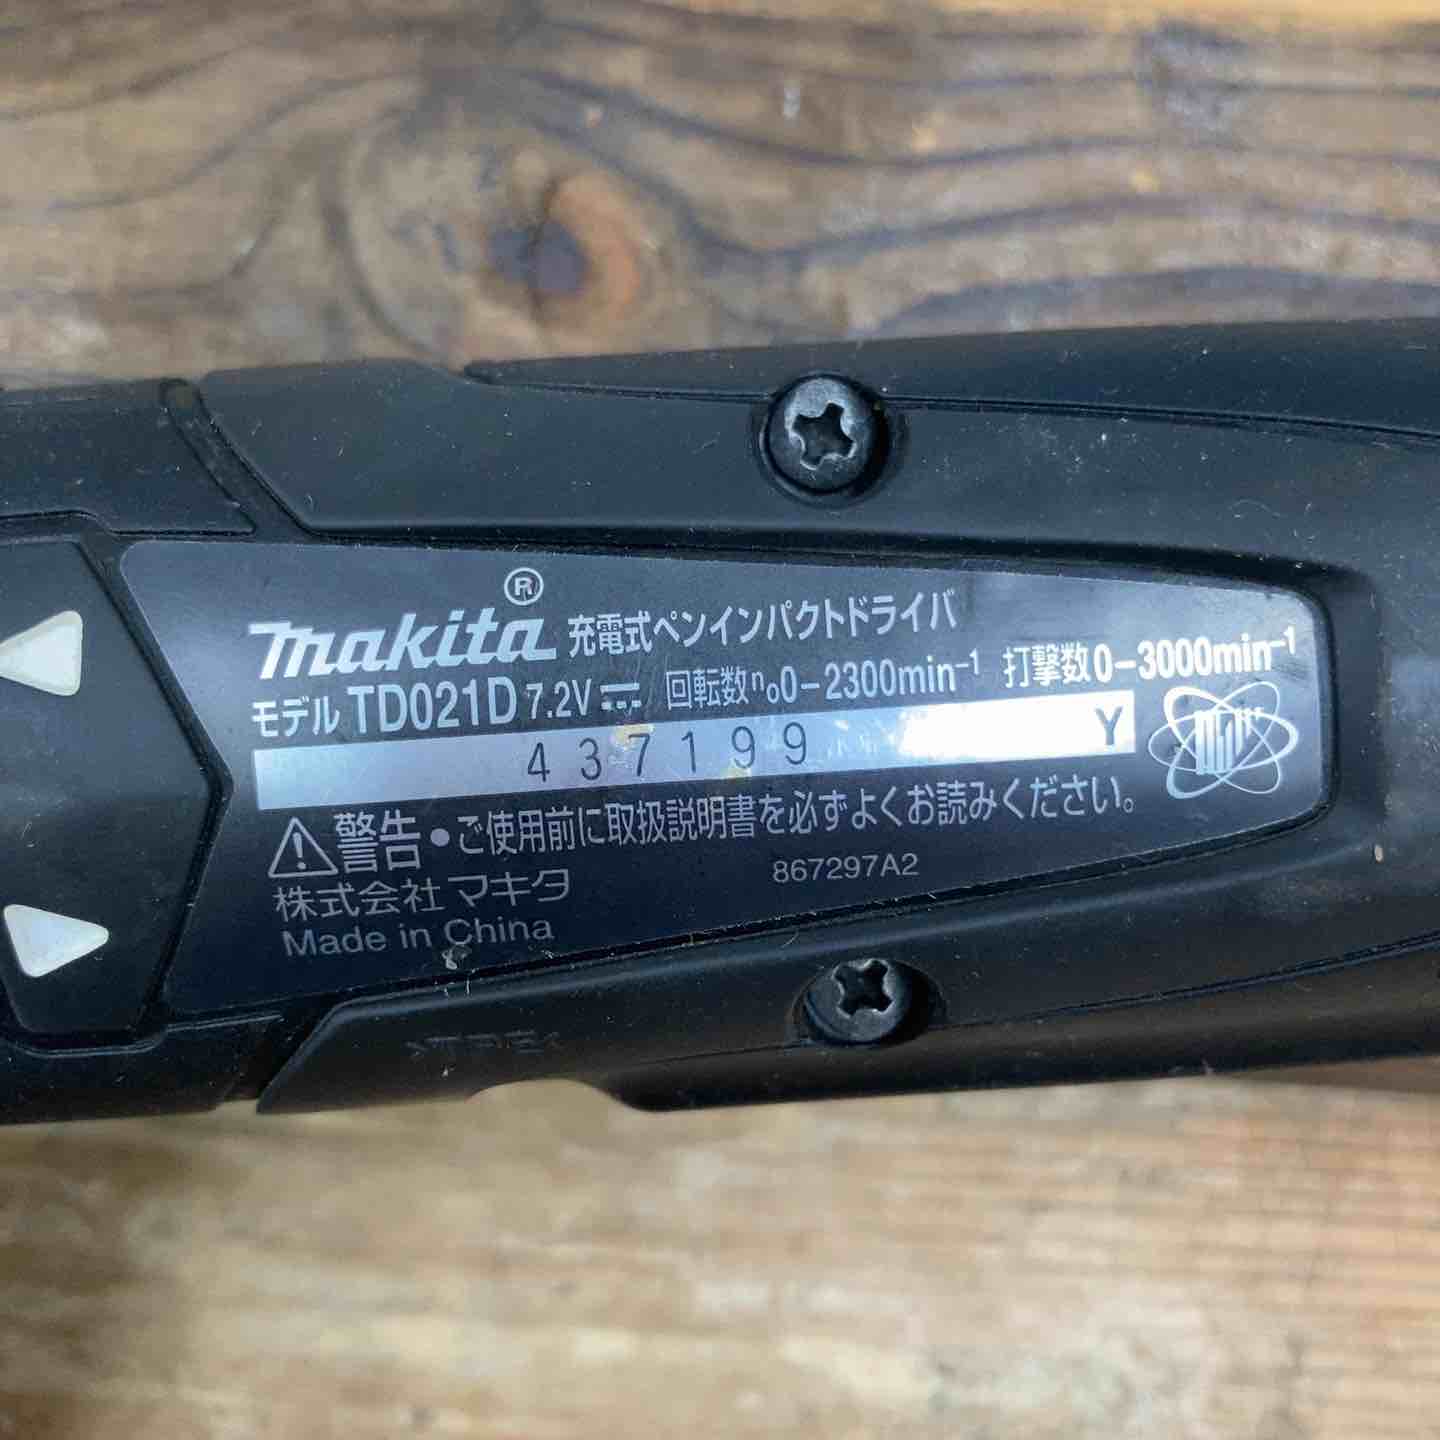 makita® 充電式ペンインパクトドライバ
モデル TD021D 7.2V 回転数n₀0-2300min⁻¹ 打撃数0-3000min⁻¹
437199 Y
警告・ご使用前に取扱説明書を必ずよくお読みください。
株式会社マキタ 867297A2
Made in China